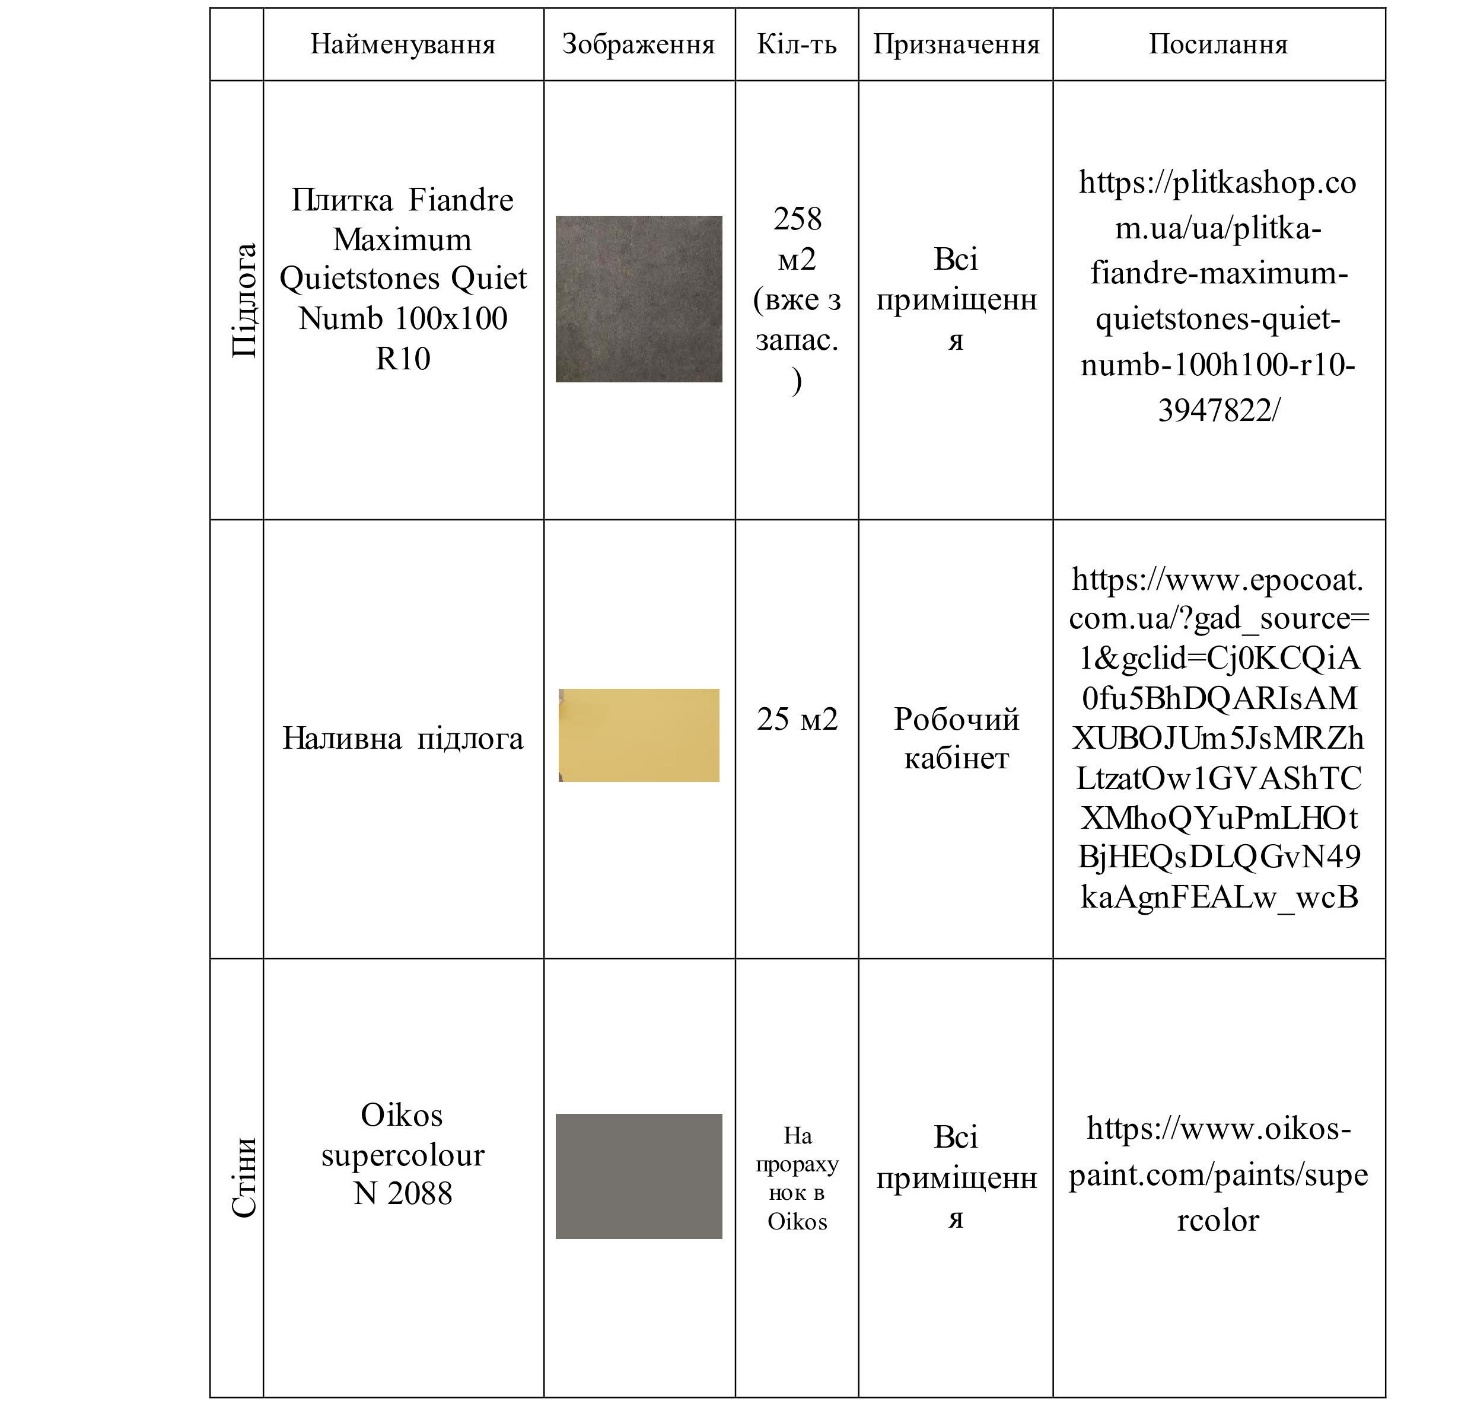 Найменування
Зображення
Кіл-ть
Призначення
Посилання
Підлога
Плитка Fiandre
Maximum
Quietstones Quiet
Numb 100x100
R10
258
м2
(вже з
запас.
)
Всі
приміщенн
я
https://plitkashop.co
m.ua/ua/plitka-
fiandre-maximum-
quietstones-quiet-
numb-100h100-r10-
3947822/
Наливна підлога
25 м2
Робочий
кабінет
https://www.epocoat.
com.ua/?gad_source=
1&gclid=Cj0KCQiA
0fu5BhDQARIsAM
XUBOJUm5JsMRZh
LtzatOw1GVAShTC
XMhoQYuPmLHOt
BjHEQsDLQGvN49
kaAgnFEALw_wcB
Стіни
Oikos
supercolour
N 2088
На
прораху
нок в
Oikos
Всі
приміщенн
я
https://www.oikos-
paint.com/paints/supe
rcolor